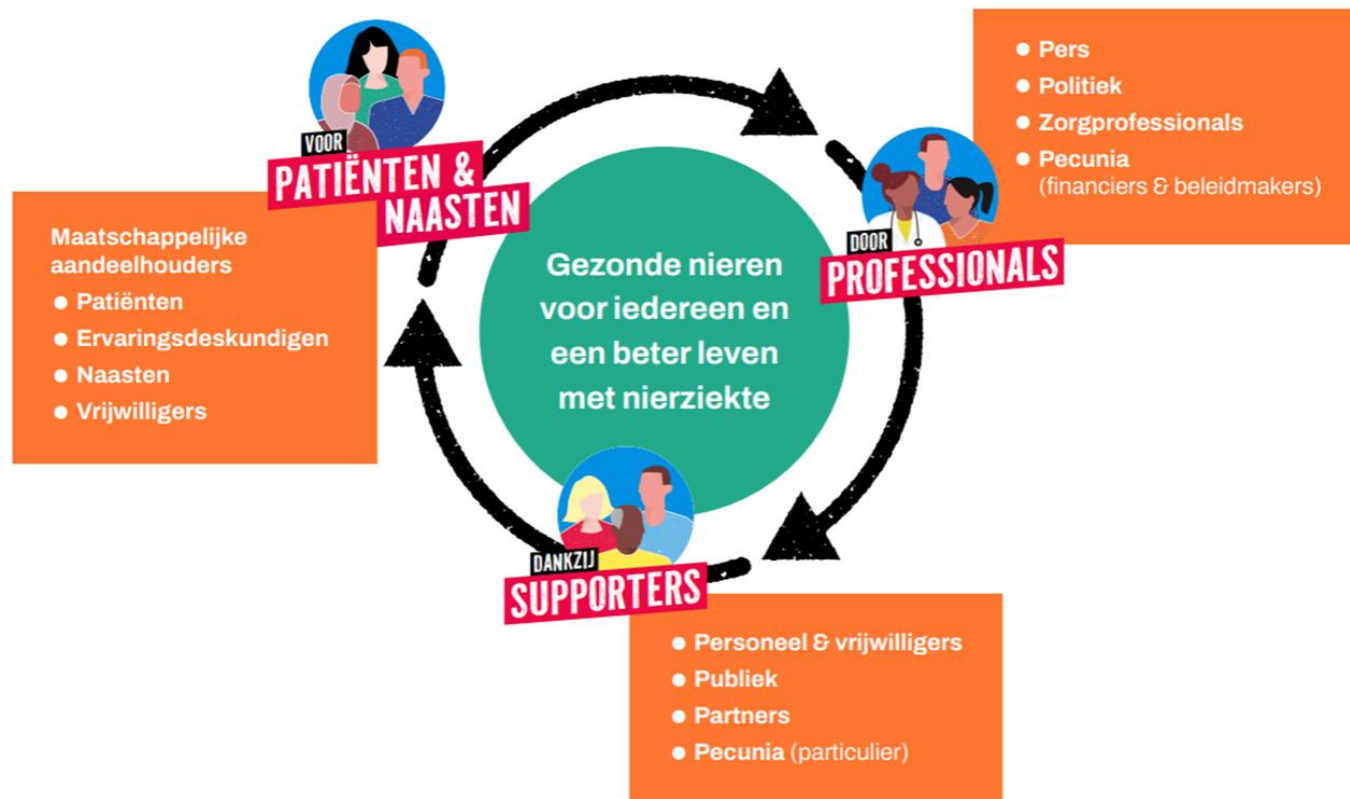 VOOR
PATIËNTEN &
NAASTEN
Maatschappelijke
aandeelhouders
● Patiënten
● Ervaringsdeskundigen
● Naasten
● Vrijwilligers
Gezonde nieren
voor iedereen en
een beter leven
met nierziekte
DOOR
PROFESSIONALS
● Pers
● Politiek
● Zorgprofessionals
● Pecunia
(financiers & beleidmakers)
DANKZIJ
SUPPORTERS
● Personeel & vrijwilligers
● Publiek
● Partners
● Pecunia (particulier)